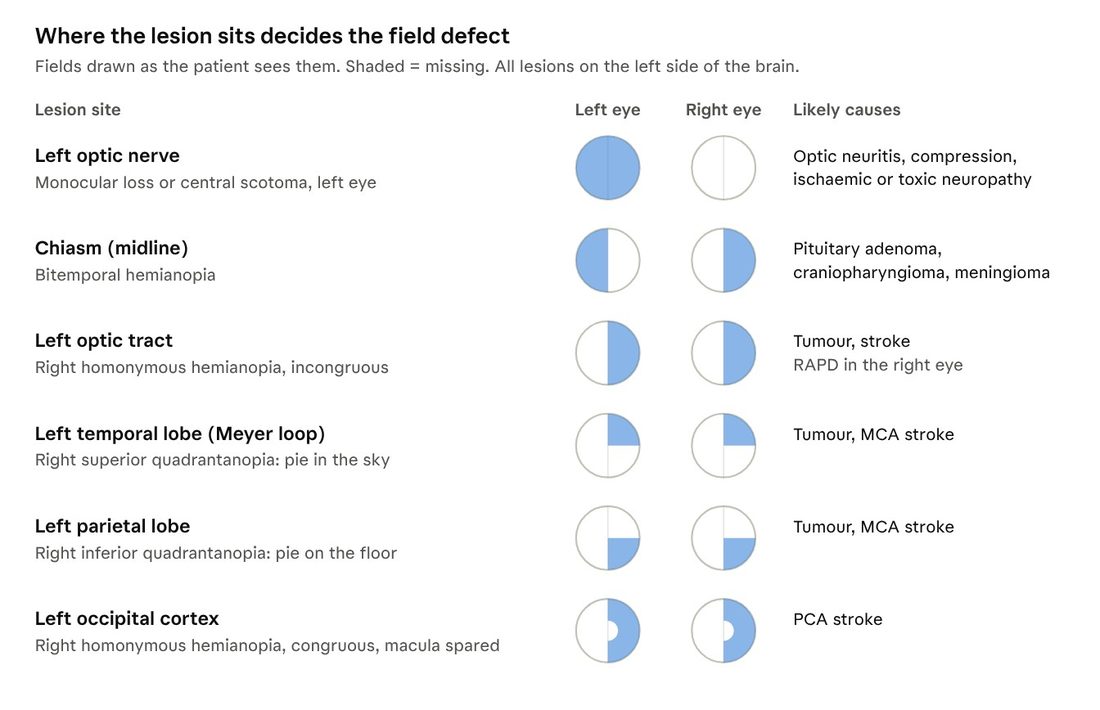 Where the lesion sits decides the field defect
Fields drawn as the patient sees them. Shaded = missing. All lesions on the left side of the brain.
Lesion site
Left eye
Right eye
Likely causes
Left optic nerve
Monocular loss or central scotoma, left eye
Optic neuritis, compression,
ischaemic or toxic neuropathy
Chiasm (midline)
Bitemporal hemianopia
Pituitary adenoma,
craniopharyngioma, meningioma
Left optic tract
Right homonymous hemianopia, incongruous
Tumour, stroke
RAPD in the right eye
Left temporal lobe (Meyer loop)
Right superior quadrantanopia: pie in the sky
Tumour, MCA stroke
Left parietal lobe
Right inferior quadrantanopia: pie on the floor
Tumour, MCA stroke
Left occipital cortex
Right homonymous hemianopia, congruous, macula spared
PCA stroke